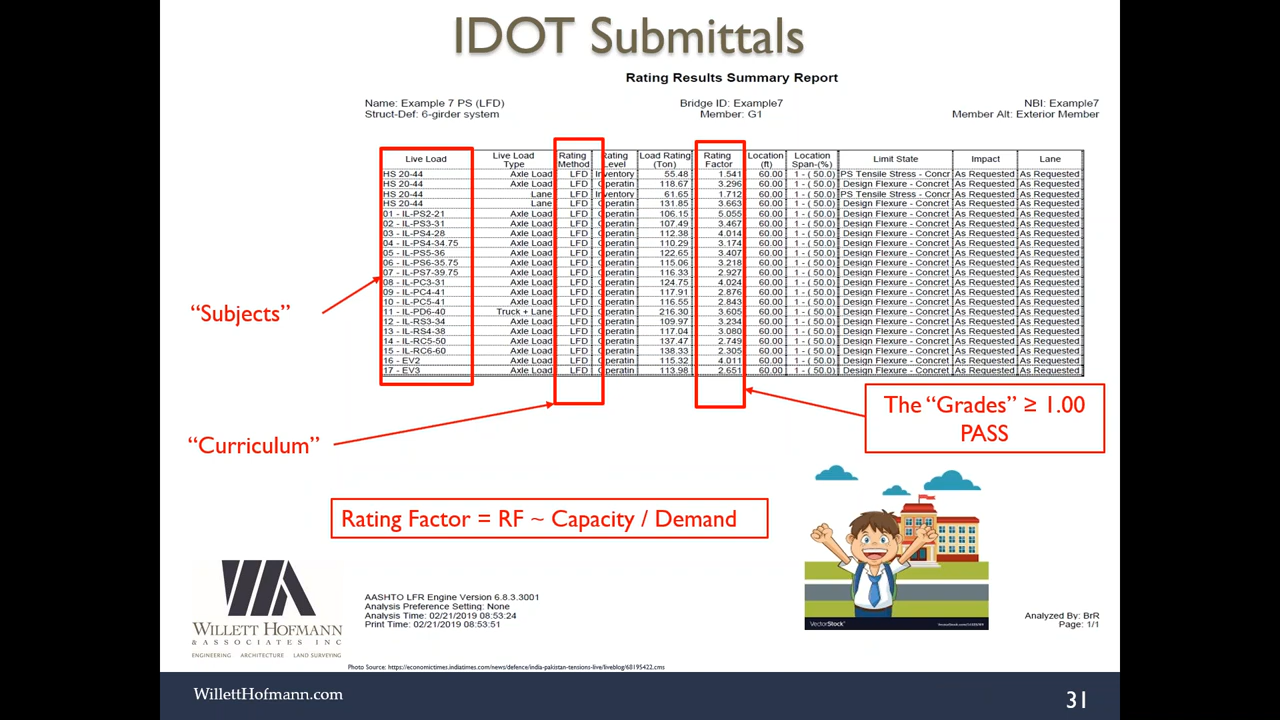 IDOT Submittals
Rating Results Summary Report
Name: Example 7 PS (LFD) Bridge ID: Example7 NBI: Example7
Struct-Def: 6-girder system Member: G1 Member Alt: Exterior Member
Live Load Live Load Type Rating Method Rating Level Load Rating (Ton) Rating Factor Location (ft) Location Span-(%) Limit State Impact Lane
HS 20-44 Axle Load LFD Inventory 55.48 1.541 60.00 1 - ( 50.0) PS Tensile Stress - Concr As Requested As Requested
HS 20-44 Axle Load LFD Operatin 118.67 3.296 60.00 1 - ( 50.0) Design Flexure - Concret As Requested As Requested
HS 20-44 Lane LFD Inventory 61.65 1.712 60.00 1 - ( 50.0) PS Tensile Stress - Concr As Requested As Requested
HS 20-44 Lane LFD Operatin 131.85 3.663 60.00 1 - ( 50.0) Design Flexure - Concret As Requested As Requested
01 - IL-PS2-21 Axle Load LFD Operatin 106.15 5.055 60.00 1 - ( 50.0) Design Flexure - Concret As Requested As Requested
02 - IL-PS3-31 Axle Load LFD Operatin 107.49 3.467 60.00 1 - ( 50.0) Design Flexure - Concret As Requested As Requested
03 - IL-PS4-28 Axle Load LFD Operatin 112.38 4.014 60.00 1 - ( 50.0) Design Flexure - Concret As Requested As Requested
04 - IL-PS4-34.75 Axle Load LFD Operatin 110.29 3.174 60.00 1 - ( 50.0) Design Flexure - Concret As Requested As Requested
05 - IL-PS5-36 Axle Load LFD Operatin 122.65 3.407 60.00 1 - ( 50.0) Design Flexure - Concret As Requested As Requested
06 - IL-PS6-35.75 Axle Load LFD Operatin 115.06 3.218 60.00 1 - ( 50.0) Design Flexure - Concret As Requested As Requested
07 - IL-PS7-39.75 Axle Load LFD Operatin 116.33 2.927 60.00 1 - ( 50.0) Design Flexure - Concret As Requested As Requested
08 - IL-PC3-31 Axle Load LFD Operatin 124.75 4.024 60.00 1 - ( 50.0) Design Flexure - Concret As Requested As Requested
09 - IL-PC4-41 Axle Load LFD Operatin 117.91 2.876 60.00 1 - ( 50.0) Design Flexure - Concret As Requested As Requested
10 - IL-PC5-41 Axle Load LFD Operatin 116.55 2.843 60.00 1 - ( 50.0) Design Flexure - Concret As Requested As Requested
11 - IL-PD6-40 Truck + Lane LFD Operatin 216.30 3.605 60.00 1 - ( 50.0) Design Flexure - Concret As Requested As Requested
12 - IL-RS3-34 Axle Load LFD Operatin 109.97 3.234 60.00 1 - ( 50.0) Design Flexure - Concret As Requested As Requested
13 - IL-RS4-38 Axle Load LFD Operatin 117.04 3.080 60.00 1 - ( 50.0) Design Flexure - Concret As Requested As Requested
14 - IL-RC5-50 Axle Load LFD Operatin 137.47 2.749 60.00 1 - ( 50.0) Design Flexure - Concret As Requested As Requested
15 - IL-RC6-60 Axle Load LFD Operatin 138.33 2.305 60.00 1 - ( 50.0) Design Flexure - Concret As Requested As Requested
16 - EV2 Axle Load LFD Operatin 115.32 4.011 60.00 1 - ( 50.0) Design Flexure - Concret As Requested As Requested
17 - EV3 Axle Load LFD Operatin 113.98 2.651 60.00 1 - ( 50.0) Design Flexure - Concret As Requested As Requested
“Subjects”
“Curriculum”
The “Grades” ≥ 1.00
PASS
Rating Factor = RF ~ Capacity / Demand
WILLETT HOFMANN
& ASSOCIATES INC
ENGINEERING ARCHITECTURE LAND SURVEYING
AASHTO LFR Engine Version 6.8.3.3001
Analysis Preference Setting: None
Analysis Time: 02/21/2019 08:53:24
Print Time: 02/21/2019 08:53:51
VectorStock
Analyzed By: BrR
Page: 1/1
Photo Source: https://economictimes.indiatimes.com/news/defence/india-pakistan-tensions-live/liveblog/68195422.cms
WillettHofmann.com
31